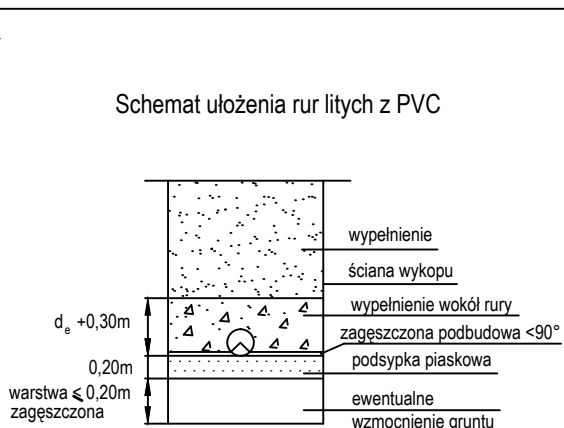 Schemat ułożenia rur litych z PVC
wypełnienie
ściana wykopu
wypełnienie wokół rury
zagęszczona podbudowa <90°
podsypka piaskowa
ewentualne
wzmocnienie gruntu
de +0,30m
0,20m
warstwa ⩽ 0,20m
zagęszczona